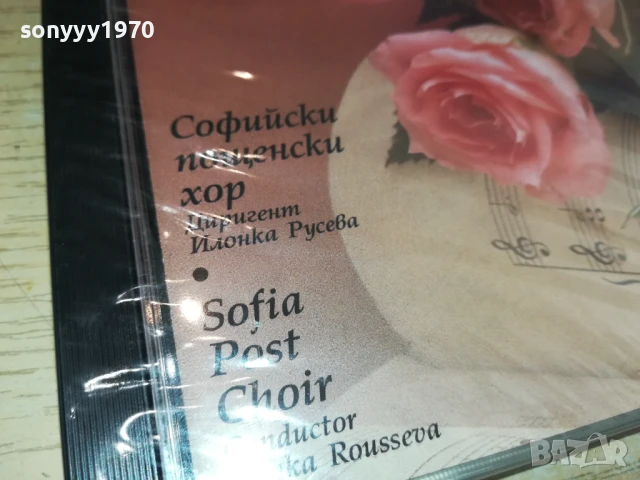 sonyyy1970
Софийски
пощенски
хор
Диригент
Илонка Русева
Sofia
Post
Choir
Conductor
Rousseva
BAZAR